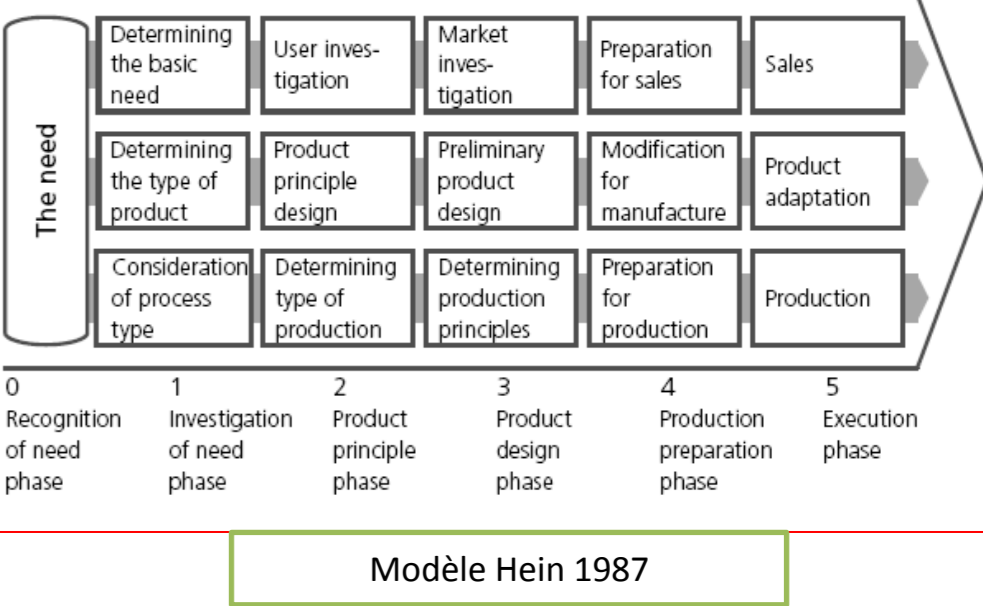 The need
Determining
the basic
need
User inves-
tigation
Market
inves-
tigation
Preparation
for sales
Sales
Determining
the type of
product
Product
principle
design
Preliminary
product
design
Modification
for
manufacture
Product
adaptation
Consideration
of process
type
Determining
type of
production
Determining
production
principles
Preparation
for
production
Production
0
Recognition
of need
phase
1
Investigation
of need
phase
2
Product
principle
phase
3
Product
design
phase
4
Production
preparation
phase
5
Execution
phase
Modèle Hein 1987